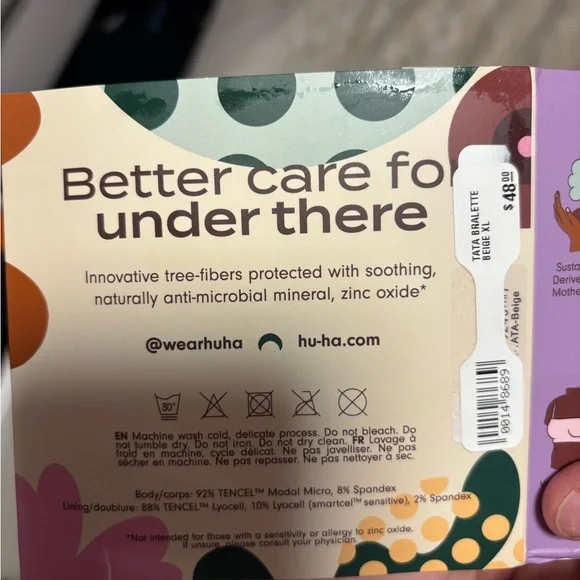 Better care fo
under there
Innovative tree-fibers protected with soothing,
naturally anti-microbial mineral, zinc oxide*
@wearhuha hu-ha.com
30°
EN Machine wash cold, delicate process. Do not bleach. Do
not tumble dry. Do not iron. Do not dry clean. FR Lavage à
froid en machine, cycle délicat. Ne pas javelliser. Ne pas
sécher en machine. Ne pas repasser. Ne pas nettoyer à sec.
Body/corps: 92% TENCEL™ Modal Micro, 8% Spandex
Lining/doublure: 88% TENCEL™ Lyocell, 10% Lyocell (smartcel™ sensitive), 2% Spandex
*Not intended for those with a sensitivity or allergy to zinc oxide.
If unsure, please consult your physician.
TATA BRALETTE
BEIGE XL
$48.00
000148689
ATA-Beige
Susta
Derive
Mothe